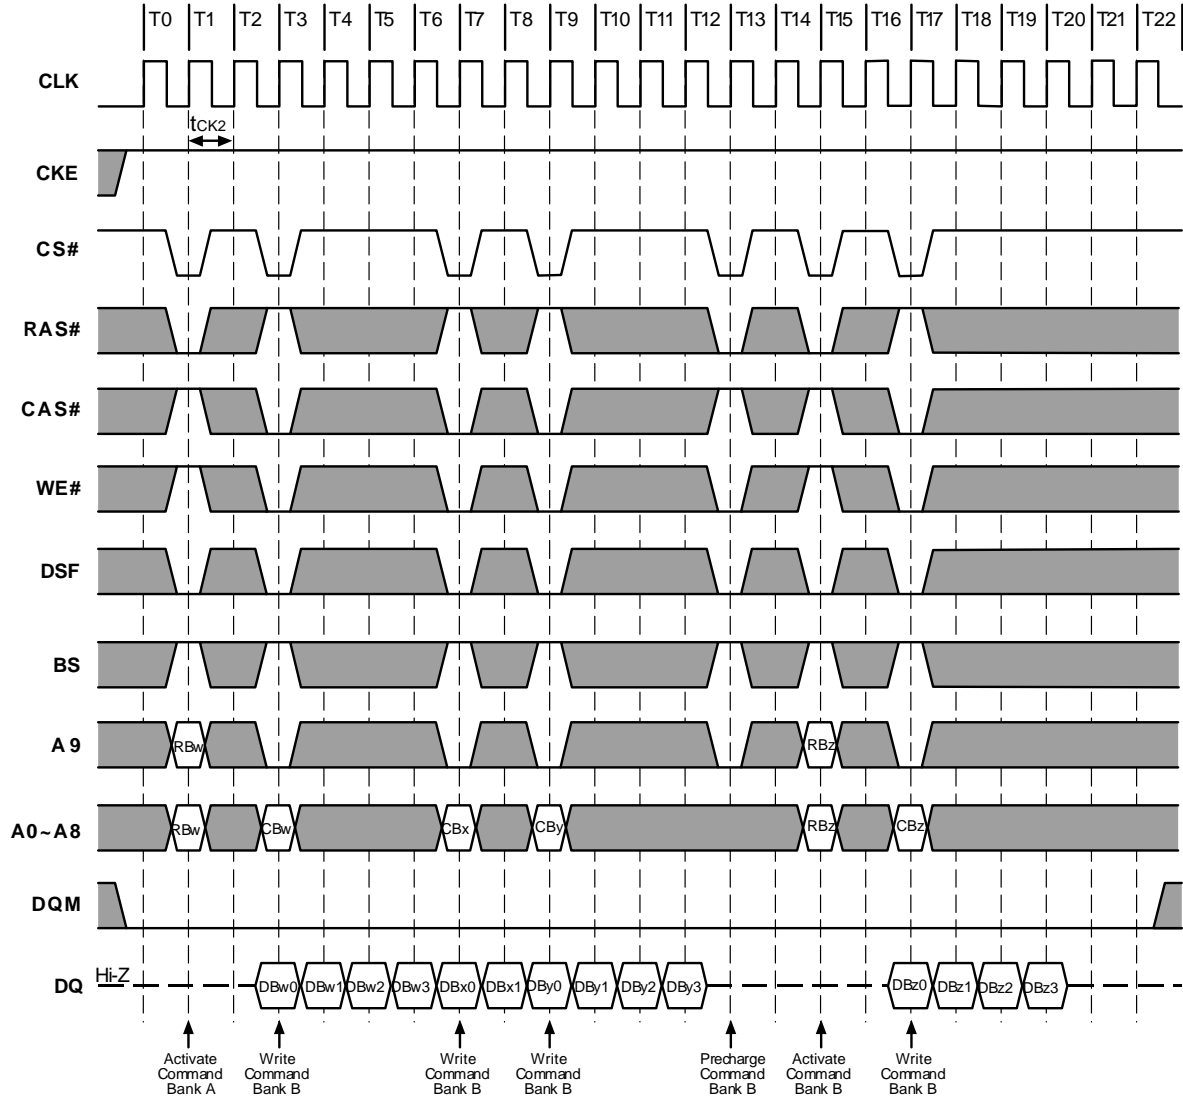 T0 T1 T2 T3 T4 T5 T6 T7 T8 T9 T10 T11 T12 T13 T14 T15 T16 T17 T18 T19 T20 T21 T22
CLK
tCK2
CKE
CS#
RAS#
CAS#
WE#
DSF
BS
A9 RBw RBz
A0~A8 RBw CBw CBx CBy RBz CBz
DQM
DQ Hi-Z DBw0 DBw1 DBw2 DBw3 DBx0 DBx1 DBy0 DBy1 DBy2 DBy3 DBz0 DBz1 DBz2 DBz3
Activate Command Bank A
Write Command Bank B
Write Command Bank B
Write Command Bank B
Precharge Command Bank B
Activate Command Bank B
Write Command Bank B